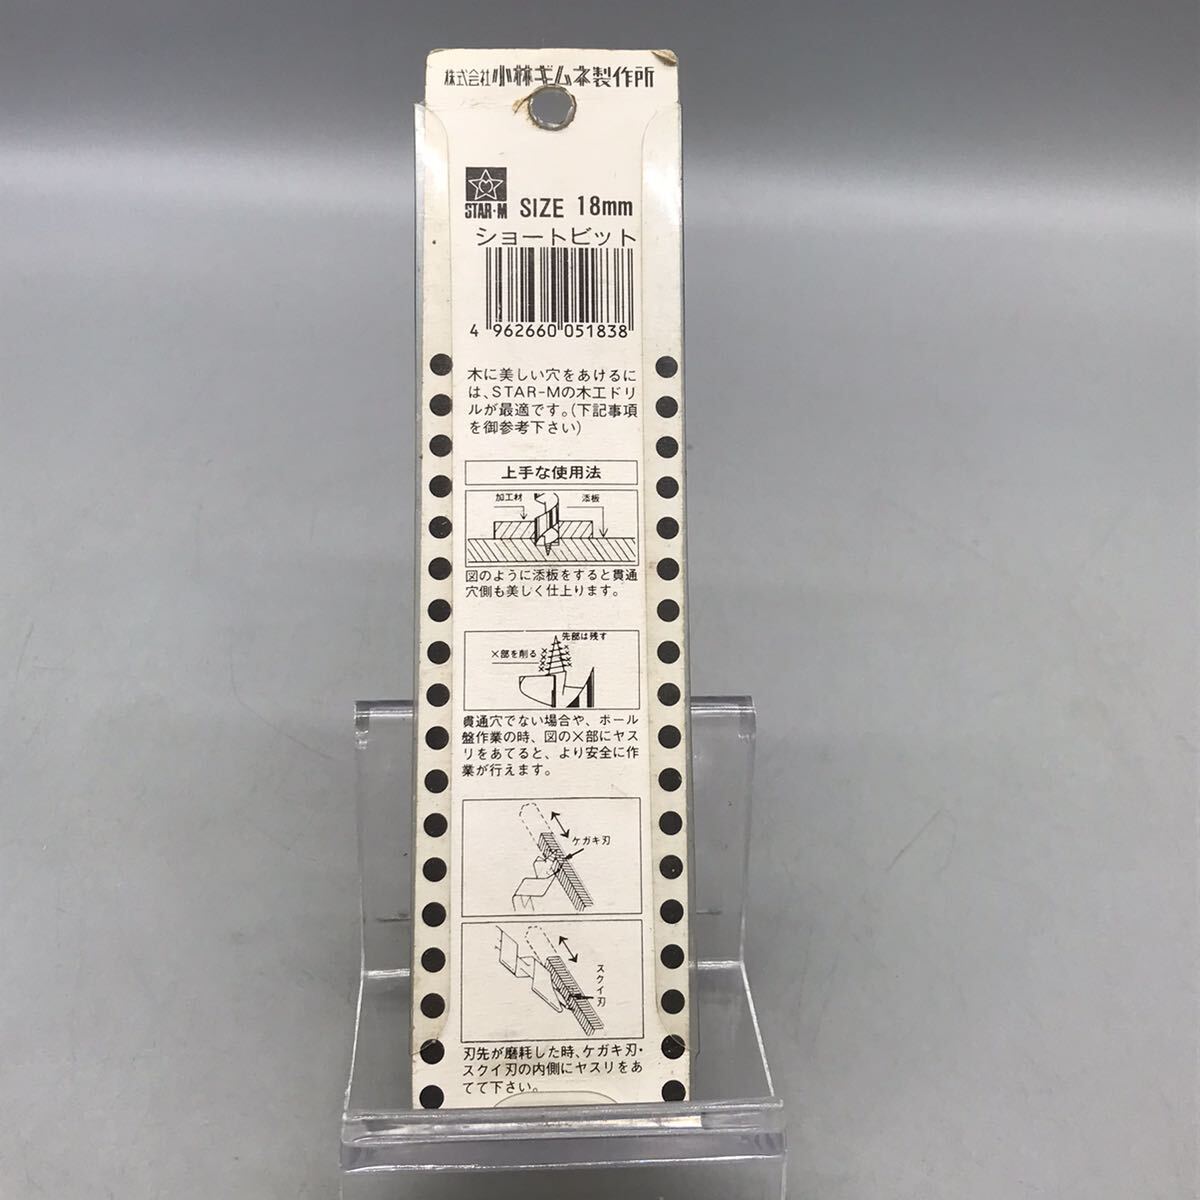 株式会社小林ギムネ製作所
STAR-M SIZE 18mm
ショートビット
4 962660 051838
木に美しい穴をあけるに
は、STAR-Mの木工ドリ
ルが最適です。(下記事項
を御参考下さい)
上手な使用法
加工材 添板
図のように添板をすると貫通
穴側も美しく仕上ります。
先部は残す
×部を削る
貫通穴でない場合や、ボール
盤作業の時、図の×部にヤス
リをあてると、より安全に作
業が行えます。
ケガキ刃
スクイ刃
刃先が磨耗した時、ケガキ刃・
スクイ刃の内側にヤスリをあ
てて下さい。